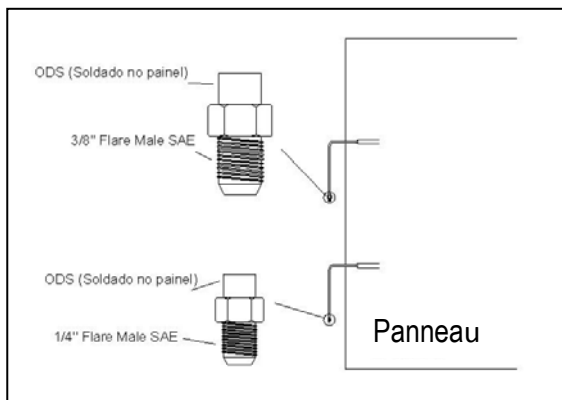 ODS (Soldado no painel)
3/8" Flare Male SAE
ODS (Soldado no painel)
1/4" Flare Male SAE
Panneau